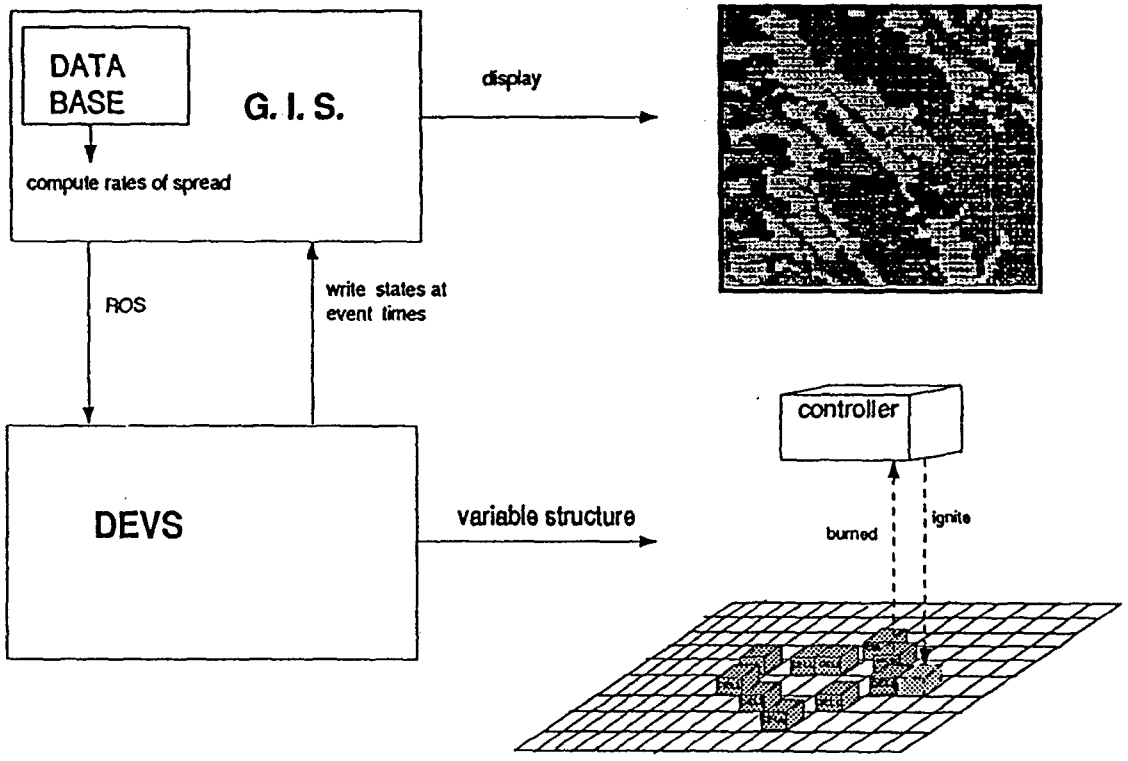 DATA
BASE
G. I. S.
compute rates of spread
display
ROS
write states at
event times
controller
DEVS
variable structure
burned
ignite